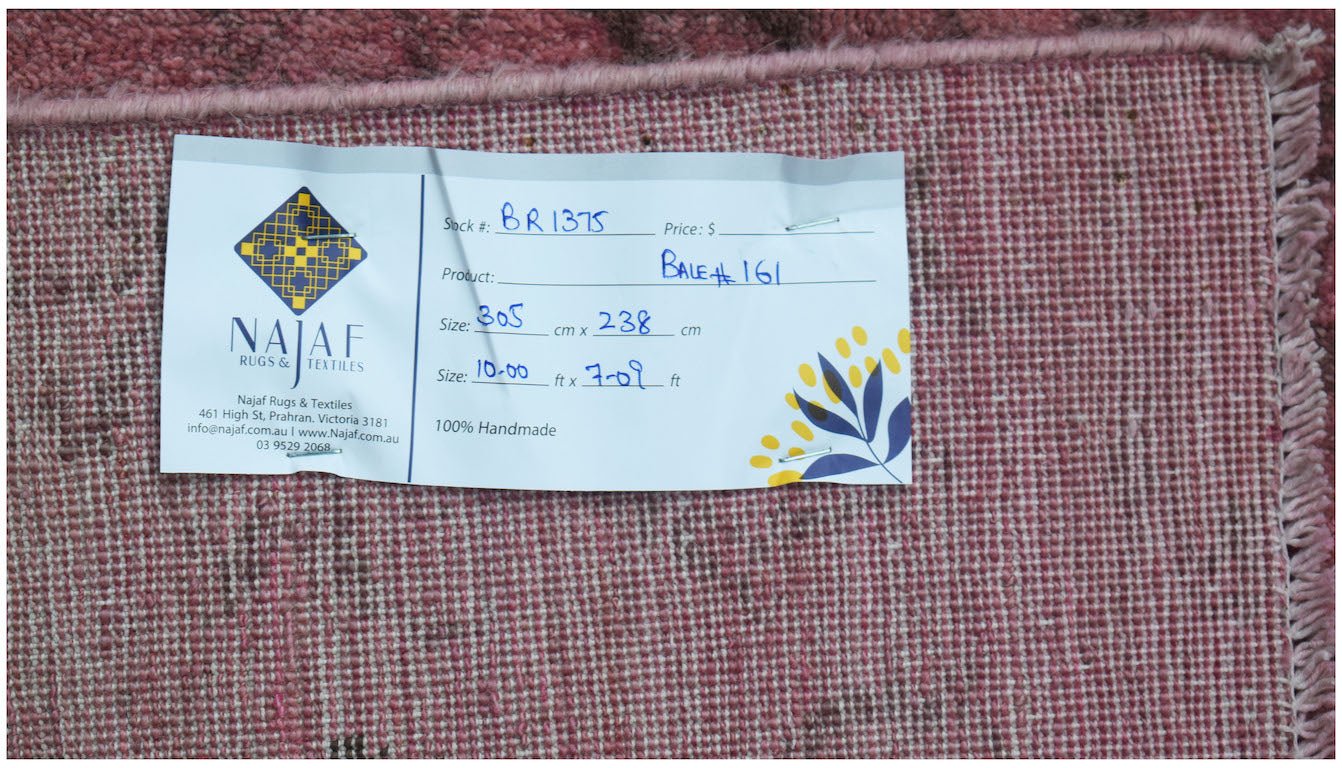 NAJAF
RUGS & TEXTILES
Najaf Rugs & Textiles
461 High St, Prahran. Victoria 3181
info@najaf.com.au | www.Najaf.com.au
03 9529 2068
Stock #: BR1375 Price: $
Product: BALE# 161
Size: 305 cm x 238 cm
Size: 10-00 ft x 7-09 ft
100% Handmade